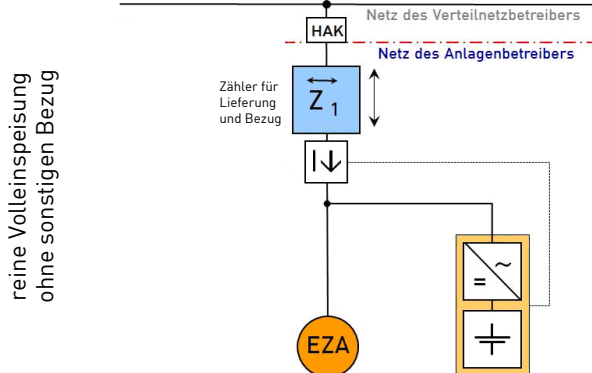 Netz des Verteilnetzbetreibers
HAK
Netz des Anlagenbetreibers
reine Volleinspeisung
ohne sonstigen Bezug
Zähler für
Lieferung
und Bezug
Z 1
I
~
=
EZA